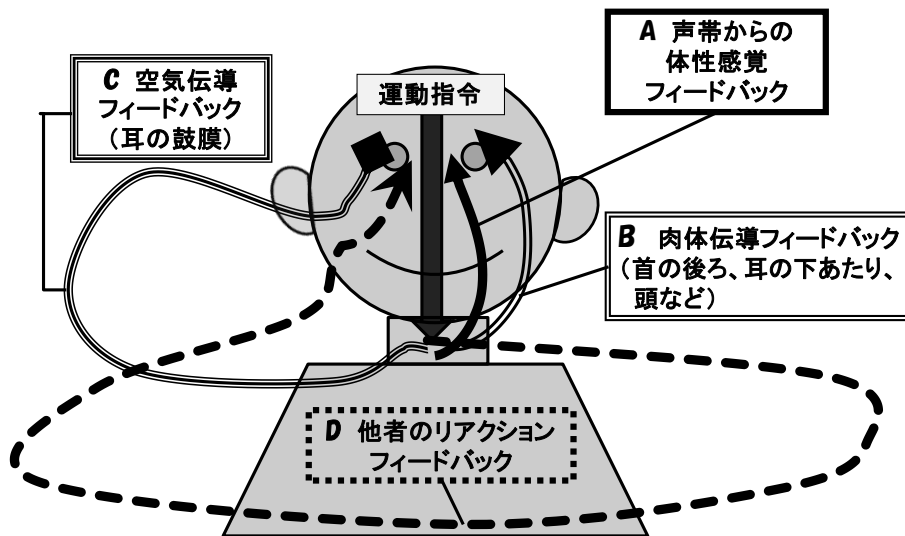 A 声帯からの
体性感覚
フィードバック
C 空気伝導
フィードバック
(耳の鼓膜)
運動指令
B 肉体伝導フィードバック
(首の後ろ、耳の下あたり、
頭など)
D 他者のリアクション
フィードバック